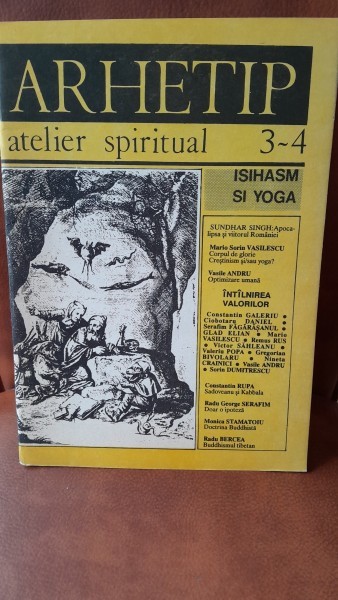 ARHETIP
atelier spiritual 3~4
ISIHASM
SI YOGA
SUNDHAR SINGH:Apoca-
lipsa și viitorul României
Mario Sorin VASILESCU
Corpul de glorie
Creștinism și/sau yoga?
Vasile ANDRU
Optimizare umană
ÎNTÎLNIREA
VALORILOR
Constantin GALERIU •
Ciobotaru DANIEL •
Serafim FĂGĂRĂȘANUL •
GLAD ELIAN • Mario
VASILESCU • Remus RUS
• Victor SĂHLEANU •
Valeria POPA • Gregorian
BIVOLARU • Nineta
CRAINICI • Vasile ANDRU
• Sorin DUMITRESCU
Constantin RUPA
Sadoveanu și Kabbala
Radu George SERAFIM
Doar o ipoteză
Monica STAMATOIU
Doctrina Buddhistă
Radu BERCEA
Buddhismul tibetan